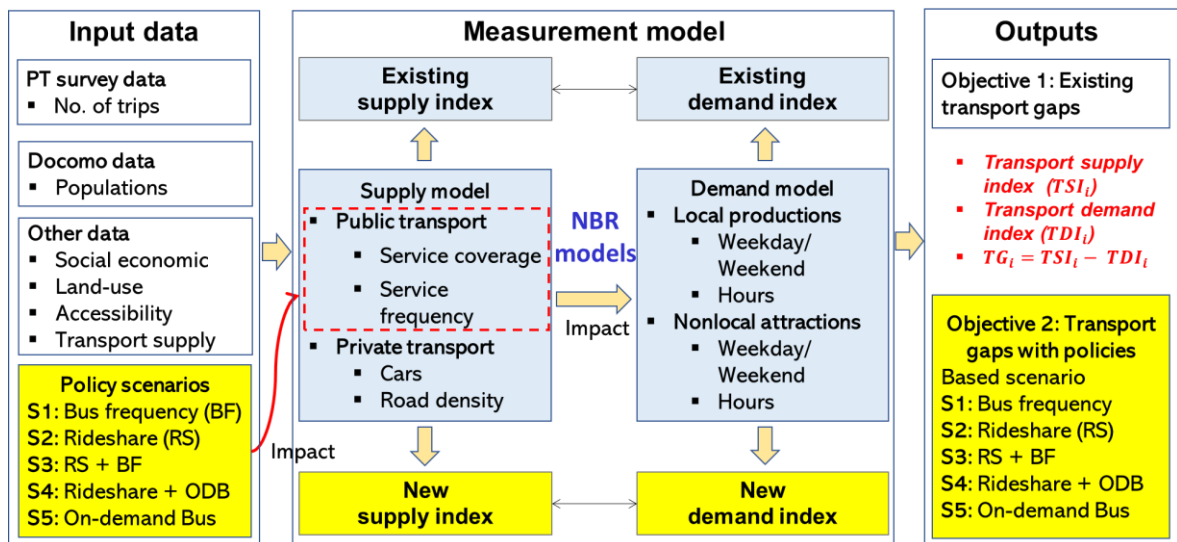 Input data
PT survey data
▪ No. of trips
Docomo data
▪ Populations
Other data
▪ Social economic
▪ Land-use
▪ Accessibility
▪ Transport supply
Policy scenarios
S1: Bus frequency (BF)
S2: Rideshare (RS)
S3: RS + BF
S4: Rideshare + ODB
S5: On-demand Bus
Impact
Measurement model
Existing
supply index
Existing
demand index
Supply model
▪ Public transport
▪ Service coverage
▪ Service
frequency
▪ Private transport
▪ Cars
▪ Road density
NBR
models
Impact
Demand model
▪ Local productions
▪ Weekday/
Weekend
▪ Hours
▪ Nonlocal attractions
▪ Weekday/
Weekend
▪ Hours
New
supply index
New
demand index
Outputs
Objective 1: Existing
transport gaps
▪ Transport supply
index (TSIᵢ)
▪ Transport demand
index (TDIᵢ)
▪ TGᵢ = TSIᵢ − TDIᵢ
Objective 2: Transport
gaps with policies
Based scenario
S1: Bus frequency
S2: Rideshare (RS)
S3: RS + BF
S4: Rideshare + ODB
S5: On-demand Bus